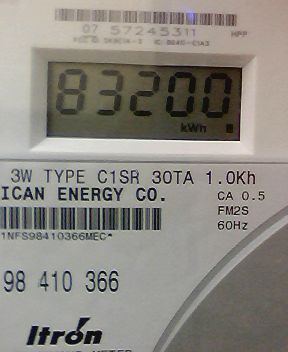 07 57245311 HPP
83200
kWh
3W TYPE C1SR 30TA 1.0Kh
ICAN ENERGY CO. CA 0.5
FM2S
60Hz
1NFS98410366MEC*
98 410 366
Itron